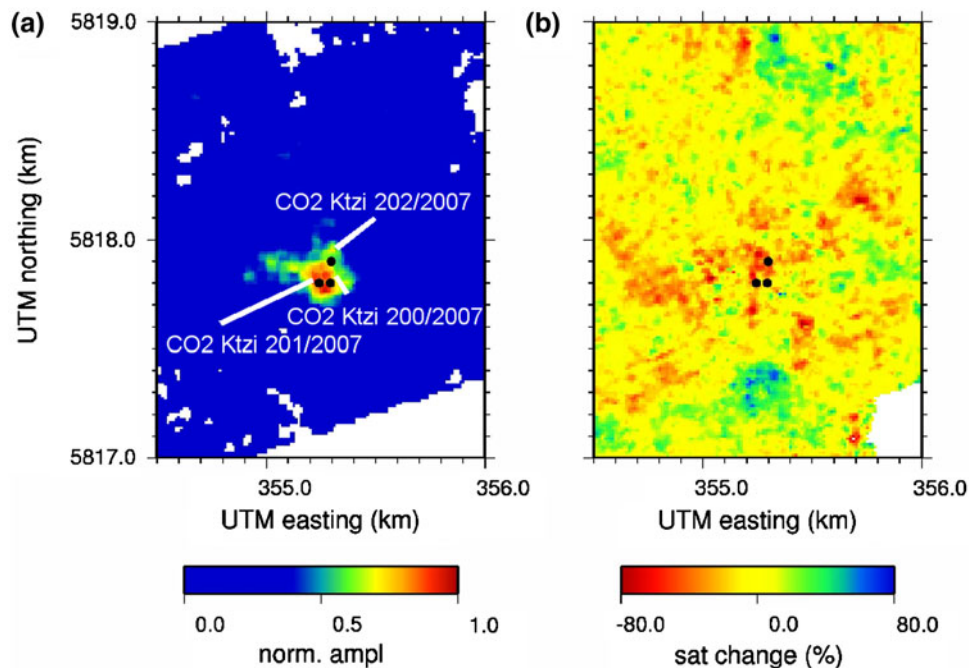 (a)
(b)
5819.0
5818.0
5817.0
UTM northing (km)
CO2 Ktzi 202/2007
CO2 Ktzi 200/2007
CO2 Ktzi 201/2007
355.0
356.0
355.0
356.0
UTM easting (km)
UTM easting (km)
0.0
0.5
1.0
norm. ampl
-80.0
0.0
80.0
sat change (%)